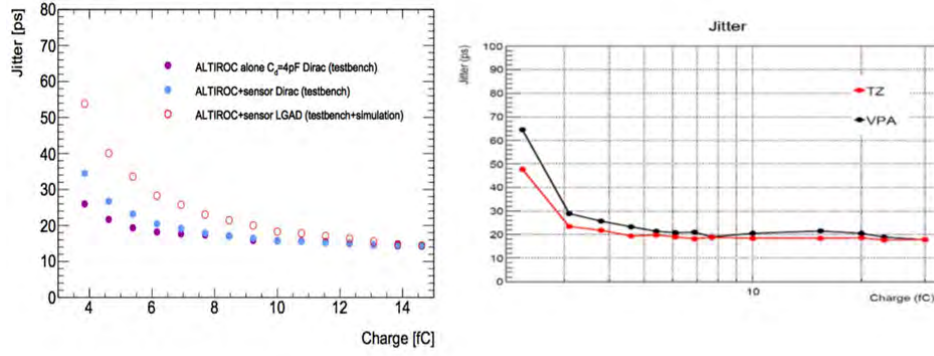 Jitter [ps]
80
70
60
50
40
30
20
10
0
ALTIROC alone Cd=4pF Dirac (testbench)
ALTIROC+sensor Dirac (testbench)
ALTIROC+sensor LGAD (testbench+simulation)
4 6 8 10 12 14
Charge [fC]
Jitter
Jitter (ps)
100
90
80
70
60
50
40
30
20
10
0
TZ
VPA
10
Charge (fC)